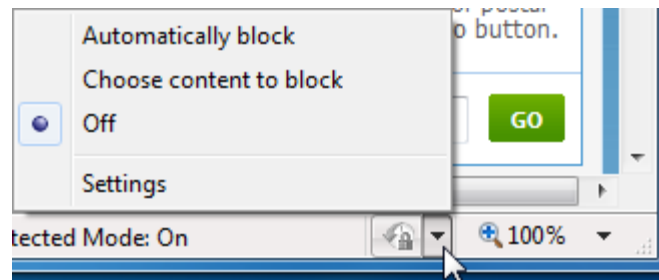 Automatically block
Choose content to block
Off
Settings
o button.
GO
tected Mode: On
100%